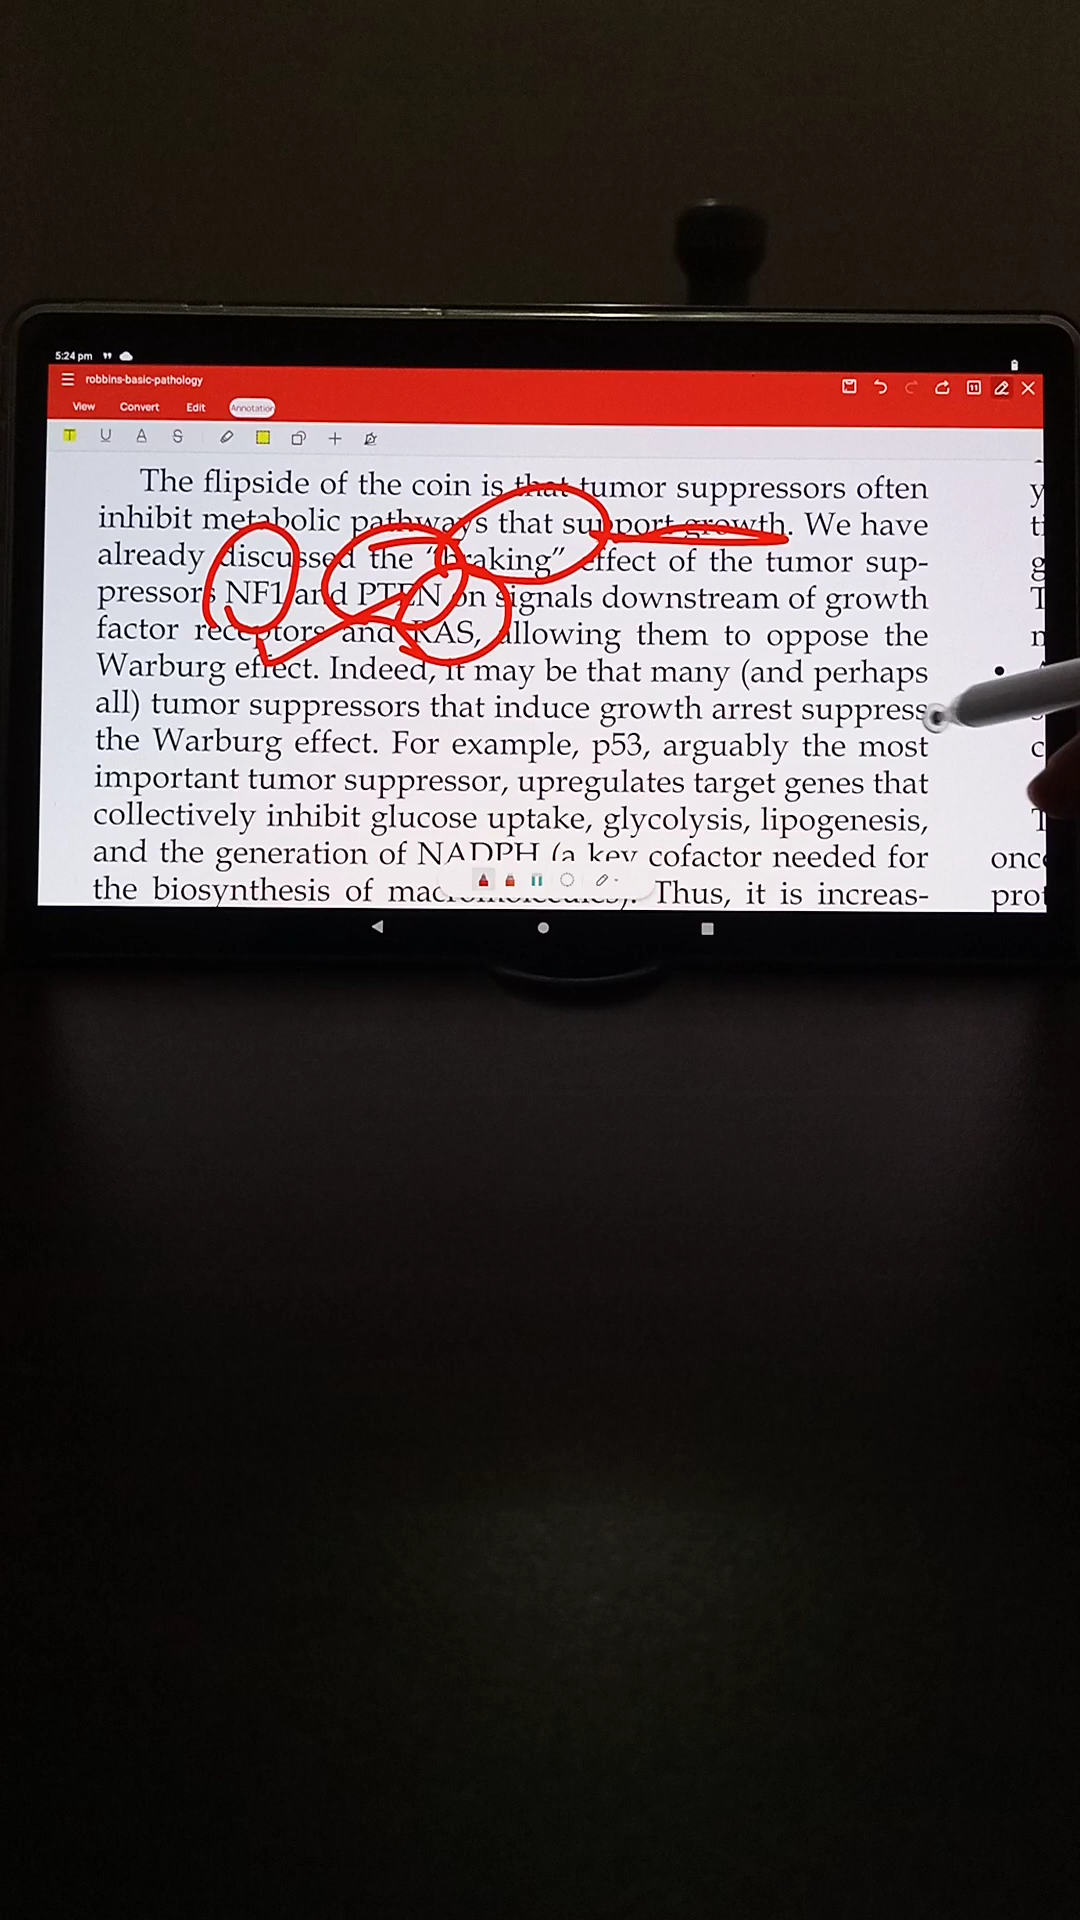 5:24 pm
robbins-basic-pathology
View Convert Edit Annotation
T U A S
The flipside of the coin is that tumor suppressors often
inhibit metabolic pathways that support growth. We have
already discussed the “braking” effect of the tumor sup-
pressors NF1 and PTEN on signals downstream of growth
factor receptors and RAS, allowing them to oppose the
Warburg effect. Indeed, it may be that many (and perhaps
all) tumor suppressors that induce growth arrest suppress
the Warburg effect. For example, p53, arguably the most
important tumor suppressor, upregulates target genes that
collectively inhibit glucose uptake, glycolysis, lipogenesis,
and the generation of NADPH (a key cofactor needed for
the biosynthesis of macromolecules). Thus, it is increas-